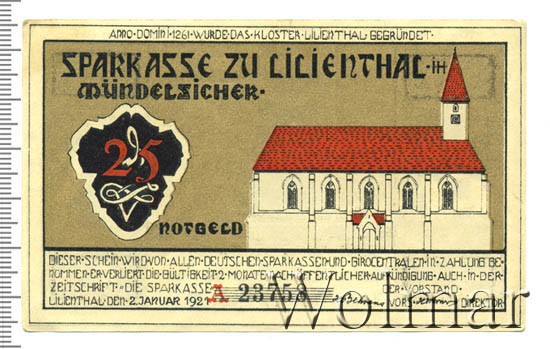 ANNO·DOMINI·1261·WURDE·DAS·KLOSTER·LILIENTHAL·GEGRÜNDET·
SPARKASSE ZU LILIENTHAL·IH
MÜNDELSICHER·
25
NOTGELD
DIESER·SCHEIN·WIRD·VON·ALLEN·DEUTSCHEN·SPARKASSEN·UND·GIROCENTRALEN·IN·ZAHLUNG·GE
NOMMEN·ER·VERLIERT·DIE·GÜLTIGKEIT·2·MONATE·NACH·ÖFFENTLICHER·AUFKÜNDIGUNG·AUCH·IN·DER
ZEITSCHRIFT·"DIE SPARKASSE DER·VORSTAND·
LILIENTHAL·DEN·2·JANUAR 1921 A 23758 VORS· DIREKTOR·
Wolmar